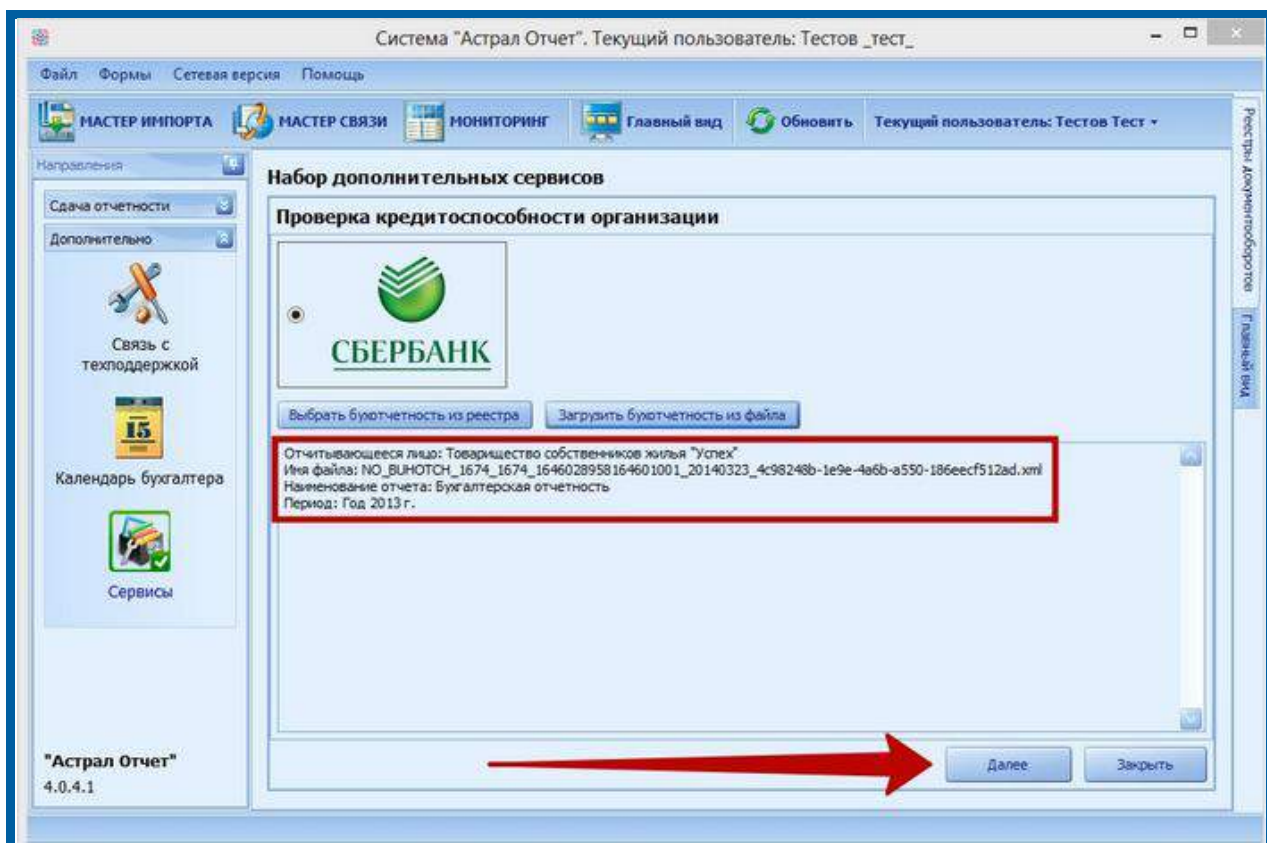 Система "Астрал Отчет". Текущий пользователь: Тестов _тест_
Файл Формы Сетевая версия Помощь
МАСТЕР ИМПОРТА МАСТЕР СВЯЗИ МОНИТОРИНГ Главный вид Обновить Текущий пользователь: Тестов Тест
Направления
Сдача отчетности
Дополнительно
Связь с
техподдержкой
15
Календарь бухгалтера
Сервисы
"Астрал Отчет"
4.0.4.1
Набор дополнительных сервисов
Проверка кредитоспособности организации
СБЕРБАНК
Выбрать бухотчетность из реестра Загрузить бухотчетность из файла
Отчитывающееся лицо: Товарищество собственников жилья "Успех"
Имя файла: NO_BUHOTCH_1674_1674_1646028958164601001_20140323_4c98248b-1e9e-4a6b-a550-186eecf512ad.xml
Наименование отчета: Бухгалтерская отчетность
Период: Год 2013 г.
Далее Закрыть
Реестры документооборотов
Главный вид